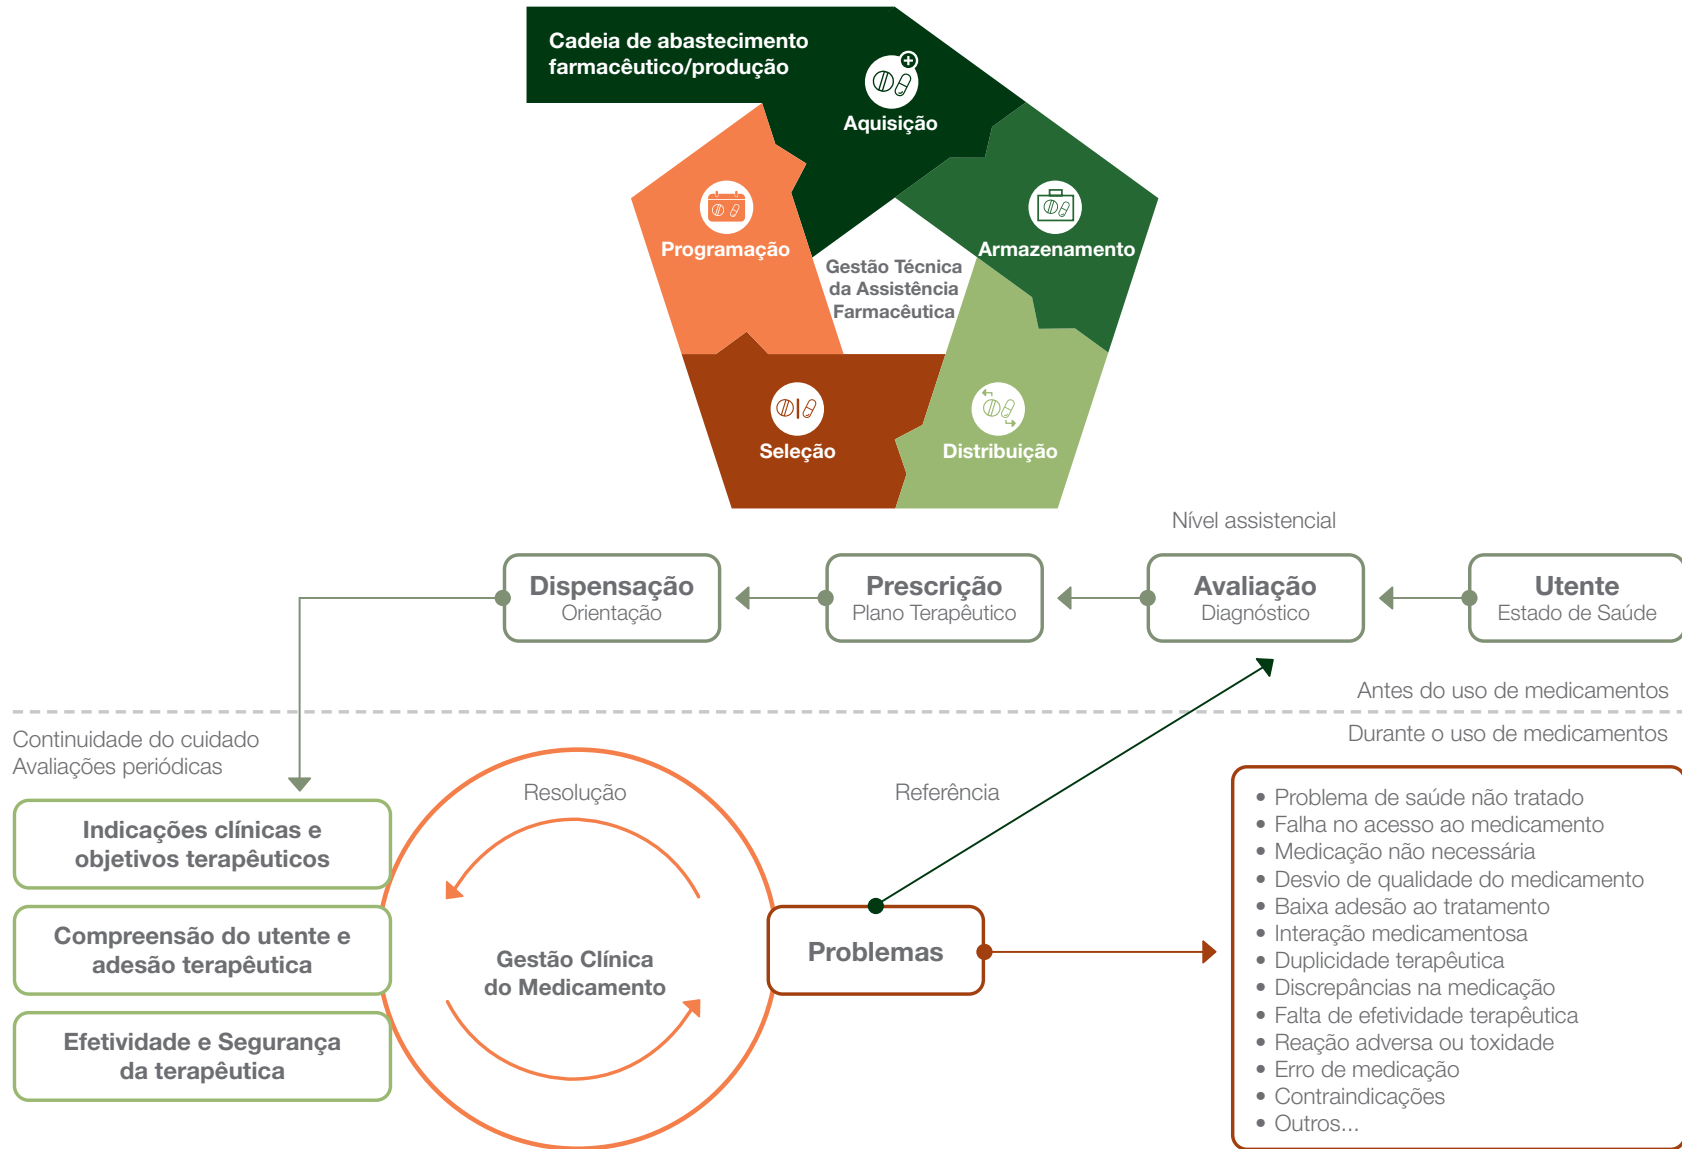 Cadeia de abastecimento
farmacêutico/produção
Aquisição
Programação
Armazenamento
Gestão Técnica
da Assistência
Farmacêutica
Seleção
Distribuição
Nível assistencial
Dispensação
Orientação
Prescrição
Plano Terapêutico
Avaliação
Diagnóstico
Utente
Estado de Saúde
Antes do uso de medicamentos
Durante o uso de medicamentos
Continuidade do cuidado
Avaliações periódicas
Indicações clínicas e
objetivos terapêuticos
Compreensão do utente e
adesão terapêutica
Efetividade e Segurança
da terapêutica
Resolução
Gestão Clínica
do Medicamento
Referência
Problemas
• Problema de saúde não tratado
• Falha no acesso ao medicamento
• Medicação não necessária
• Desvio de qualidade do medicamento
• Baixa adesão ao tratamento
• Interação medicamentosa
• Duplicidade terapêutica
• Discrepâncias na medicação
• Falta de efetividade terapêutica
• Reação adversa ou toxidade
• Erro de medicação
• Contraindicações
• Outros...